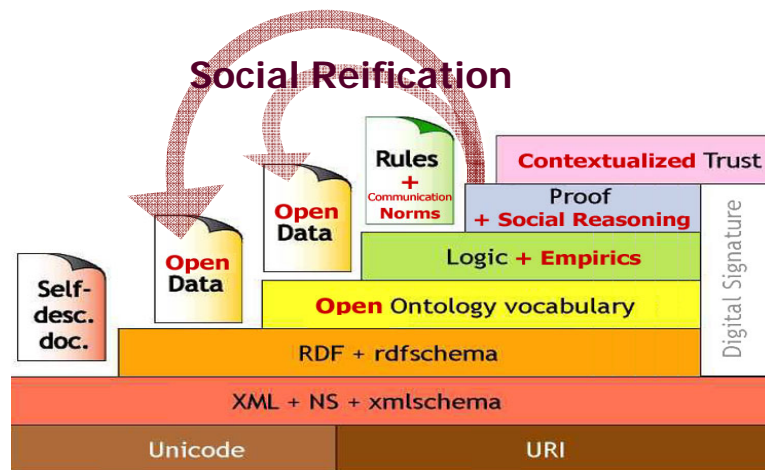 Social Reification
Rules
+
Communication
Norms
Contextualized Trust
Open
Data
Proof
+ Social Reasoning
Open
Data
Logic + Empirics
Self-
desc.
doc.
Open Ontology vocabulary
Digital Signature
RDF + rdfschema
XML + NS + xmlschema
Unicode
URI